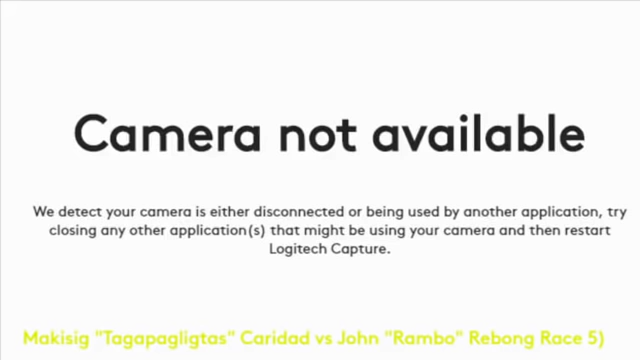 Camera not available
We detect your camera is either disconnected or being used by another application, try
closing any other application(s) that might be using your camera and then restart
Logitech Capture.
Makisig "Tagapagligtas" Caridad vs John "Rambo" Rebong Race 5)